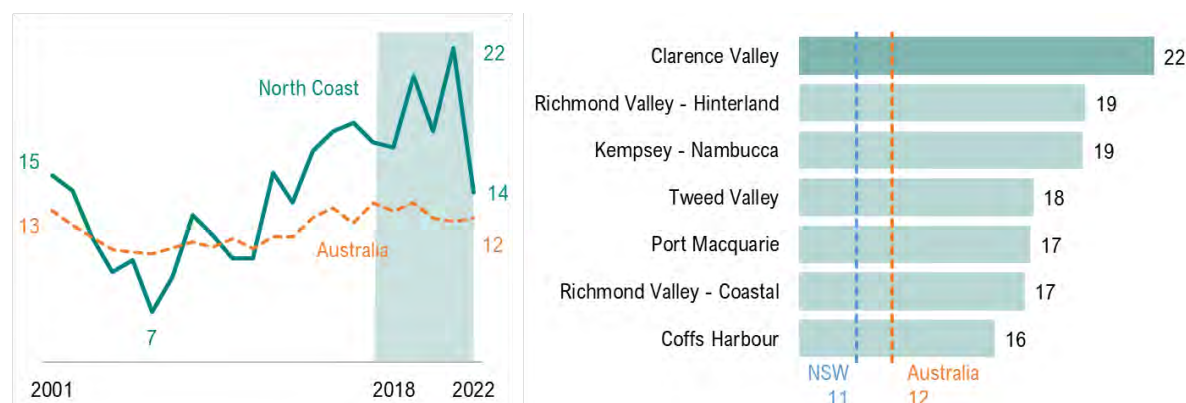 22
North Coast
15
14
13
12
Australia
7
2001
2018
2022
Clarence Valley
22
Richmond Valley - Hinterland
19
Kempsey - Nambucca
19
Tweed Valley
18
Port Macquarie
17
Richmond Valley - Coastal
17
Coffs Harbour
16
NSW
11
Australia
12